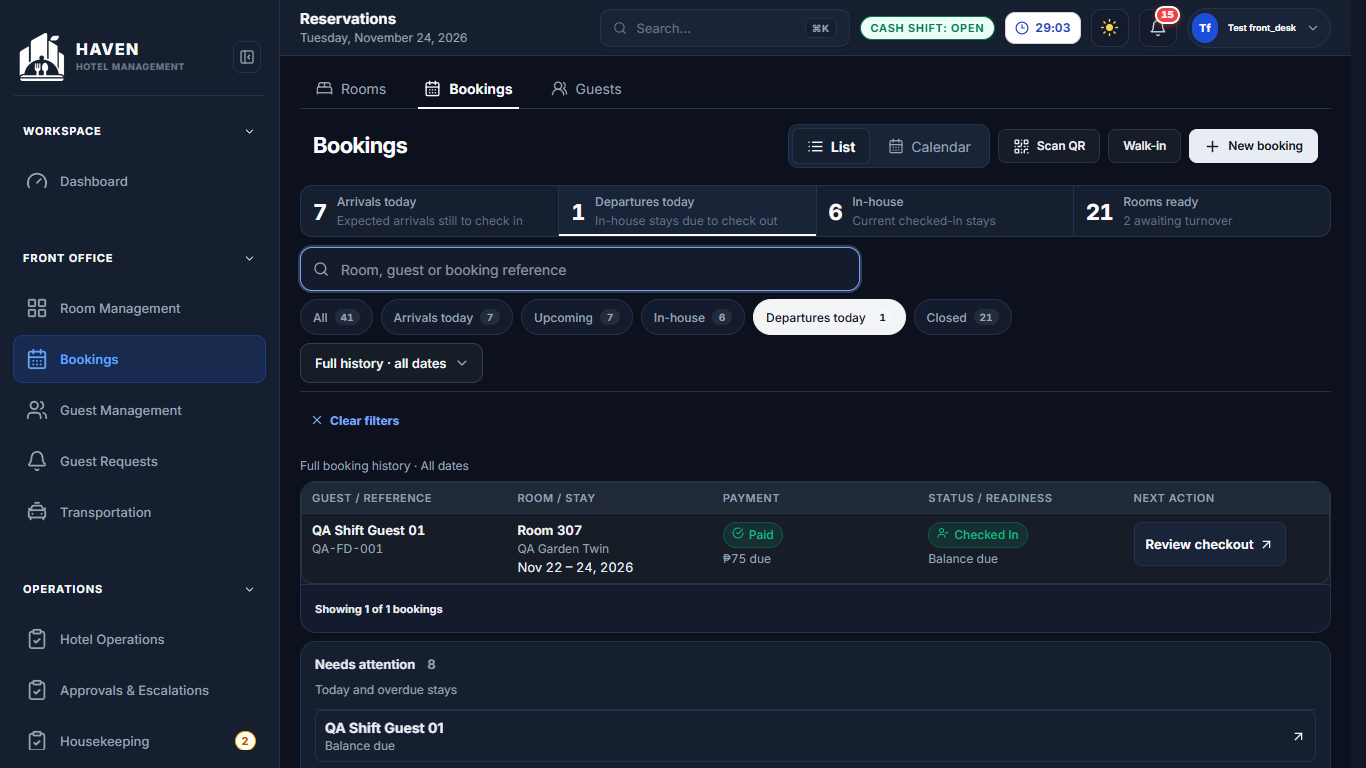 HAVEN
HOTEL MANAGEMENT
WORKSPACE
Dashboard
FRONT OFFICE
Room Management
Bookings
Guest Management
Guest Requests
Transportation
OPERATIONS
Hotel Operations
Approvals & Escalations
Housekeeping 2
Reservations
Tuesday, November 24, 2026
Search... ⌘K
CASH SHIFT: OPEN
29:03
15
Tf Test front_desk
Rooms Bookings Guests
Bookings
List Calendar Scan QR Walk-in New booking
7 Arrivals today
Expected arrivals still to check in
1 Departures today
In-house stays due to check out
6 In-house
Current checked-in stays
21 Rooms ready
2 awaiting turnover
Room, guest or booking reference
All 41 Arrivals today 7 Upcoming 7 In-house 6 Departures today 1 Closed 21
Full history · all dates
Clear filters
Full booking history · All dates
GUEST / REFERENCE ROOM / STAY PAYMENT STATUS / READINESS NEXT ACTION
QA Shift Guest 01 Room 307 Paid Checked In Review checkout
QA-FD-001 QA Garden Twin ₱75 due Balance due
Nov 22 – 24, 2026
Showing 1 of 1 bookings
Needs attention 8
Today and overdue stays
QA Shift Guest 01
Balance due